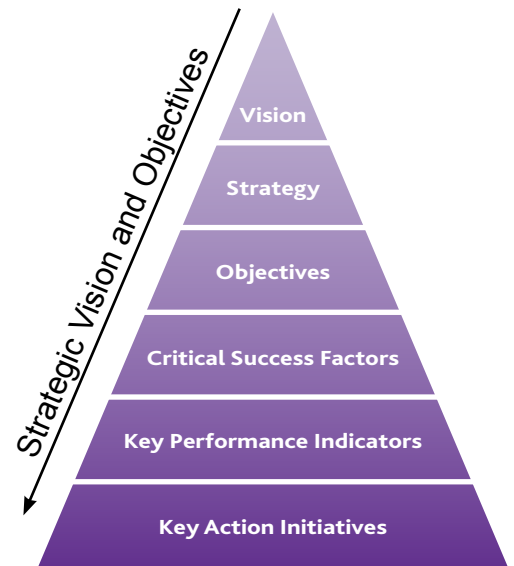 Strategic Vision and Objectives
Vision
Strategy
Objectives
Critical Success Factors
Key Performance Indicators
Key Action Initiatives